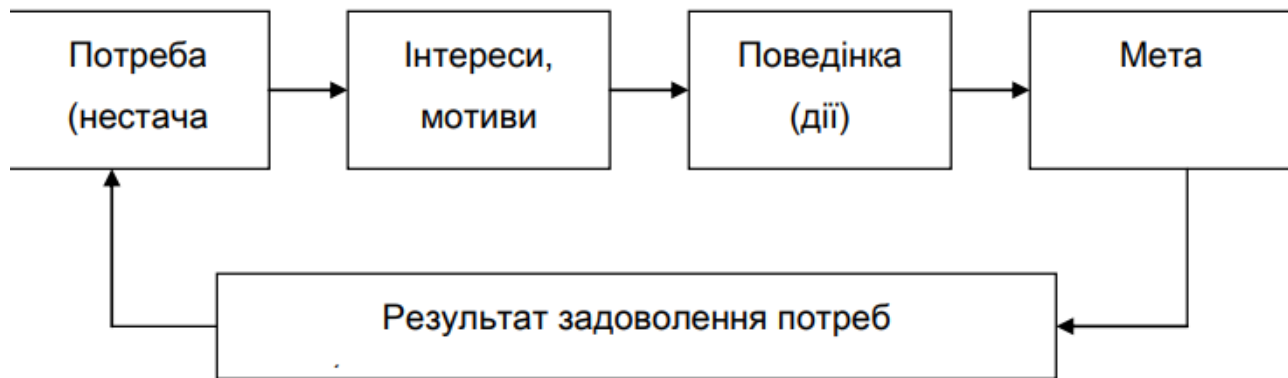 Потреба
(нестача
Інтереси,
мотиви
Поведінка
(дії)
Мета
Результат задоволення потреб